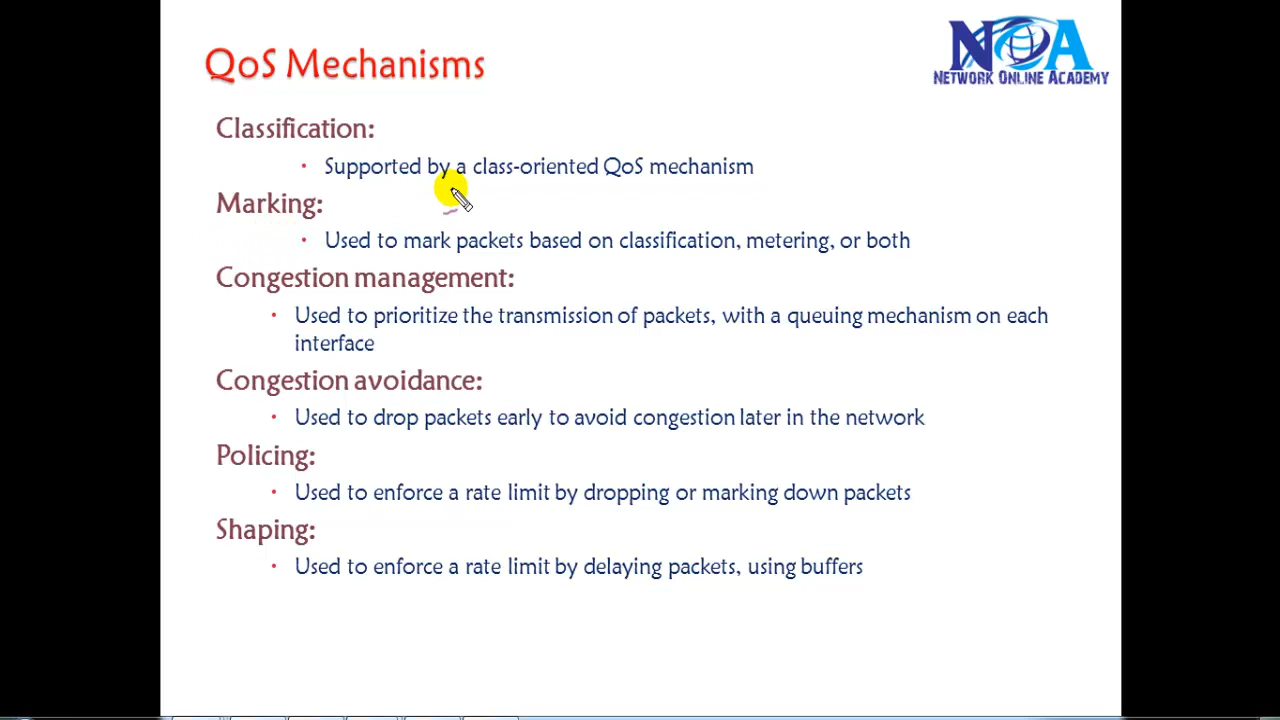 QoS Mechanisms
NOA
NETWORK ONLINE ACADEMY
Classification:
• Supported by a class-oriented QoS mechanism
Marking:
• Used to mark packets based on classification, metering, or both
Congestion management:
• Used to prioritize the transmission of packets, with a queuing mechanism on each
interface
Congestion avoidance:
• Used to drop packets early to avoid congestion later in the network
Policing:
• Used to enforce a rate limit by dropping or marking down packets
Shaping:
• Used to enforce a rate limit by delaying packets, using buffers